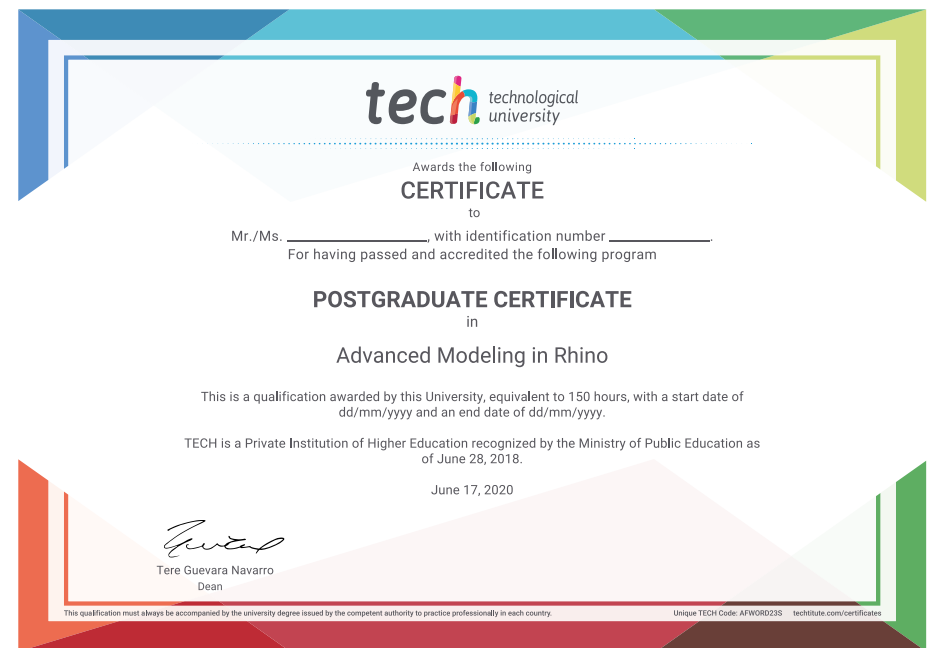 tech technological
university
Awards the following
CERTIFICATE
to
Mr./Ms. ____________, with identification number ____________.
For having passed and accredited the following program
POSTGRADUATE CERTIFICATE
in
Advanced Modeling in Rhino
This is a qualification awarded by this University, equivalent to 150 hours, with a start date of
dd/mm/yyyy and an end date of dd/mm/yyyy.
TECH is a Private Institution of Higher Education recognized by the Ministry of Public Education as
of June 28, 2018.
June 17, 2020
Tere Guevara Navarro
Dean
This qualification must always be accompanied by the university degree issued by the competent authority to practice professionally in each country. Unique TECH Code: AFWORD23S techtitute.com/certificates